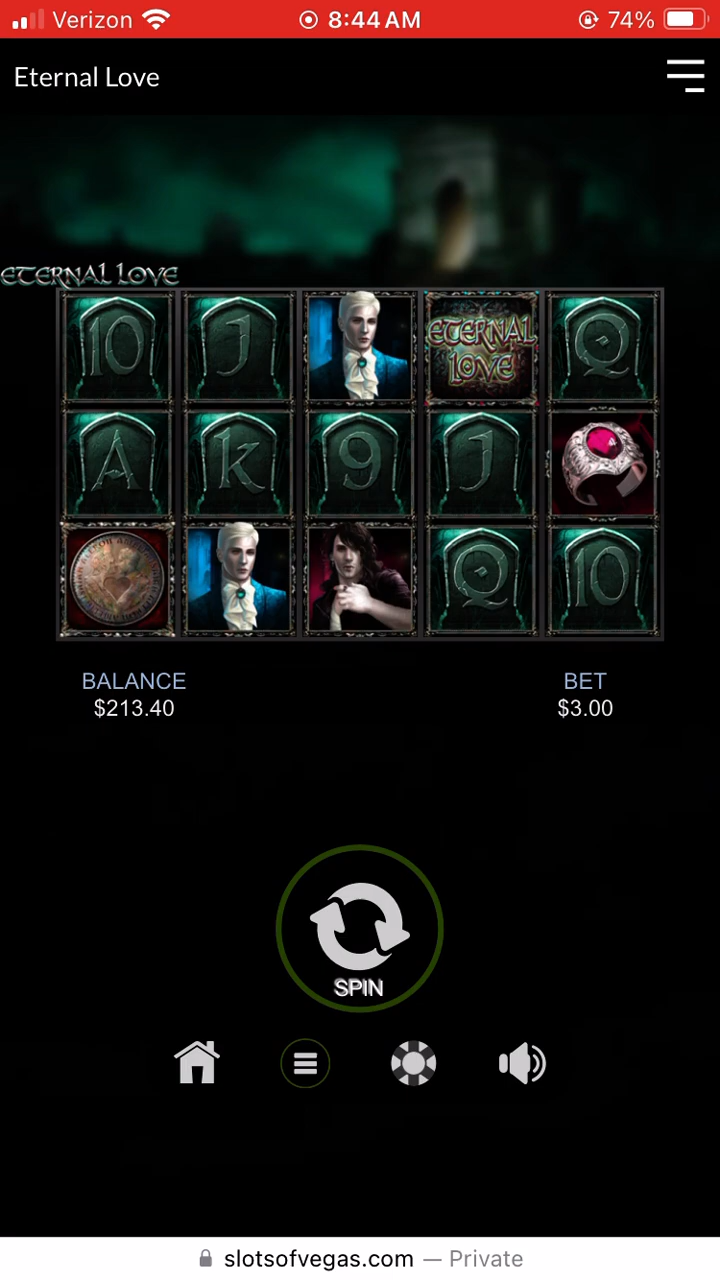 Verizon 8:44 AM 74%
Eternal Love
ETERNAL LOVE
10 J ETERNAL LOVE Q
A K 9 J
Q 10
BALANCE BET
$213.40 $3.00
SPIN
slotsofvegas.com — Private